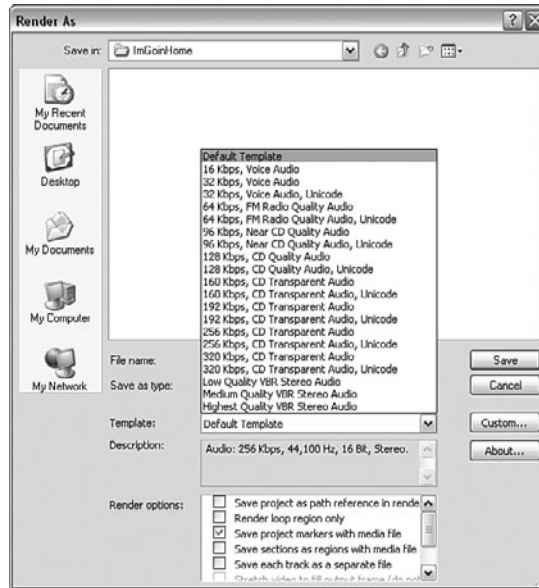 Render As
Save in:
ImGoinHome
My Recent
Documents
Desktop
My Documents
My Computer
My Network
Default Template
16 Kbps, Voice Audio
32 Kbps, Voice Audio
32 Kbps, Voice Audio, Unicode
64 Kbps, FM Radio Quality Audio
64 Kbps, FM Radio Quality Audio, Unicode
96 Kbps, Near CD Quality Audio
96 Kbps, Near CD Quality Audio, Unicode
128 Kbps, CD Quality Audio
128 Kbps, CD Quality Audio, Unicode
160 Kbps, CD Transparent Audio
160 Kbps, CD Transparent Audio, Unicode
192 Kbps, CD Transparent Audio
192 Kbps, CD Transparent Audio, Unicode
256 Kbps, CD Transparent Audio
256 Kbps, CD Transparent Audio, Unicode
320 Kbps, CD Transparent Audio
320 Kbps, CD Transparent Audio, Unicode
Low Quality VBR Stereo Audio
Medium Quality VBR Stereo Audio
Highest Quality VBR Stereo Audio
File name:
Save
Save as type:
Cancel
Template:
Default Template
Custom...
Description:
Audio: 256 Kbps, 44,100 Hz, 16 Bit, Stereo.
About...
Render options:
Save project as path reference in rende
Render loop region only
Save project markers with media file
Save sections as regions with media file
Save each track as a separate file
Stretch video to fill output frame (do not